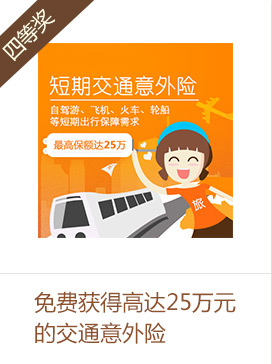 四等奖
短期交通意外险
自驾游、飞机、火车、轮船
等短期出行保障需求
最高保额达25万
旅
免费获得高达25万元
的交通意外险